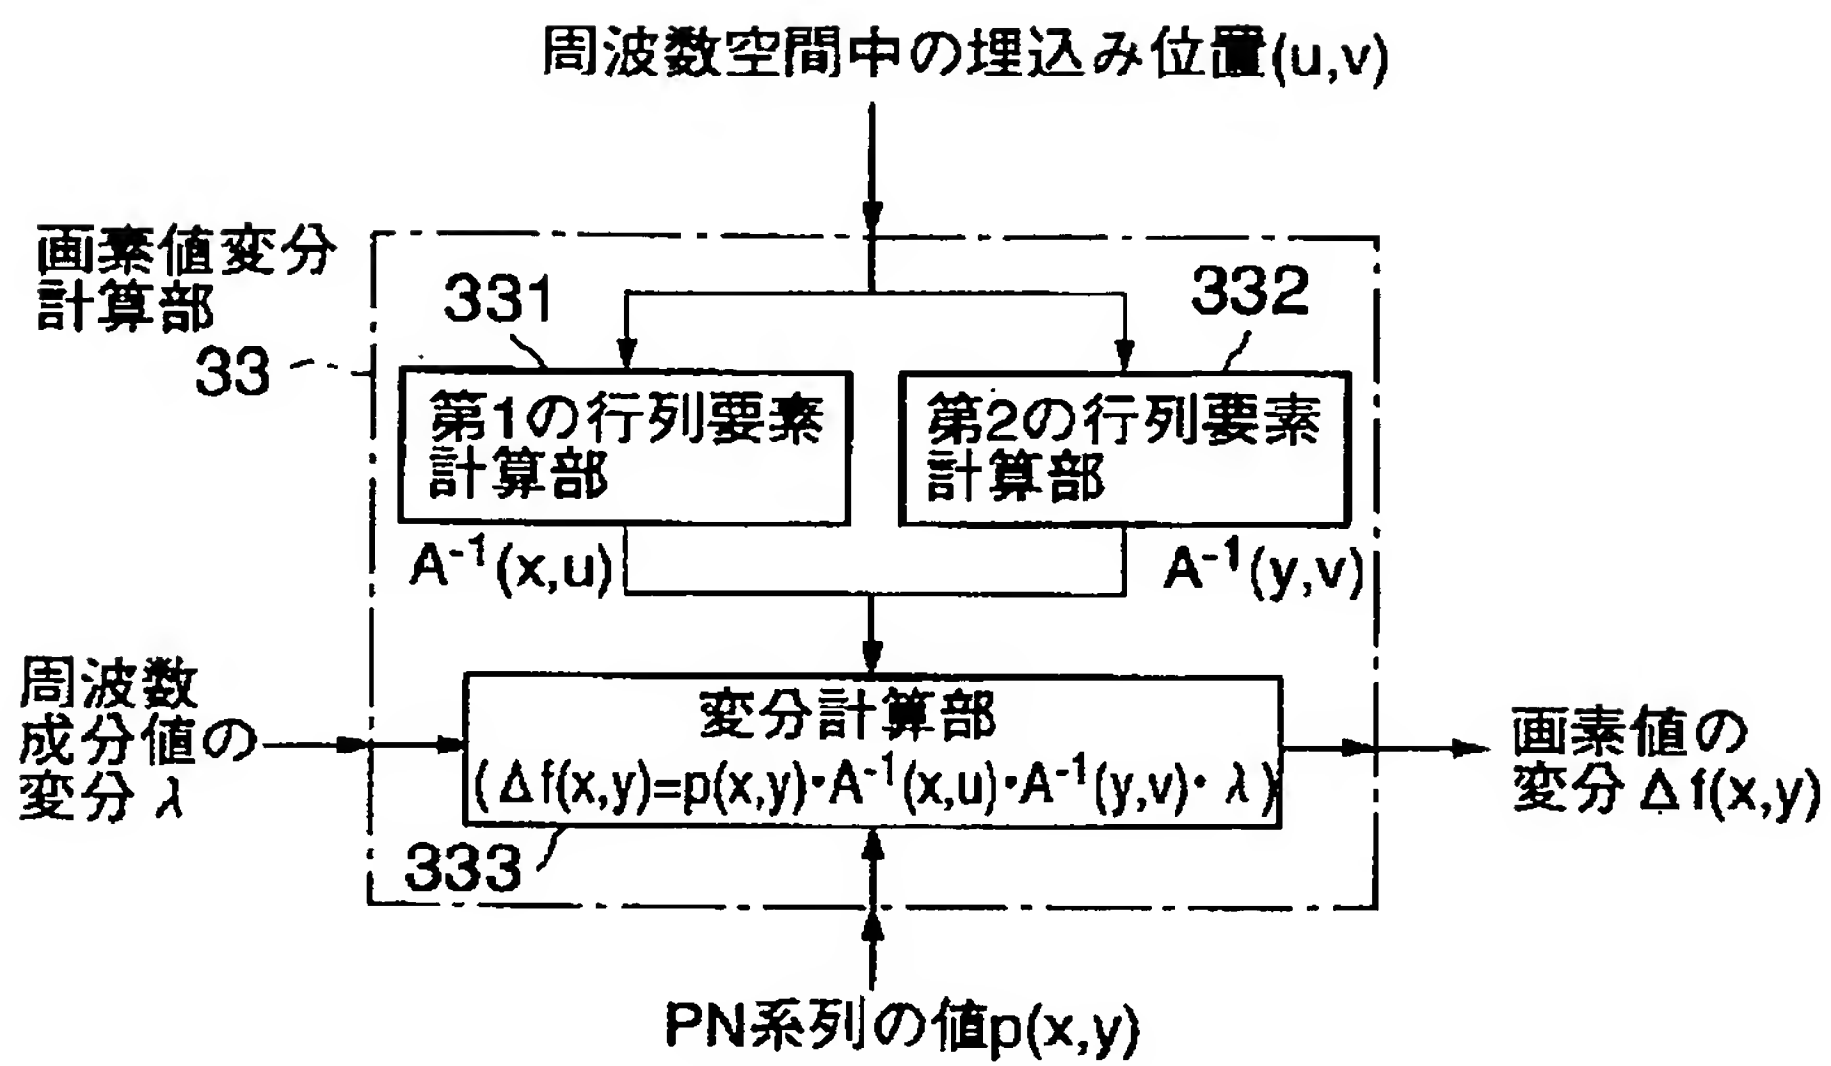 周波数空間中の埋込み位置(u,v)
画素値変分
計算部
33
331
332
第1の行列要素
計算部
第2の行列要素
計算部
A⁻¹(x,u)
A⁻¹(y,v)
周波数
成分値の
変分 λ
変分計算部
(Δf(x,y)=p(x,y)·A⁻¹(x,u)·A⁻¹(y,v)·λ)
333
画素値の
変分 Δf(x,y)
PN系列の値p(x,y)